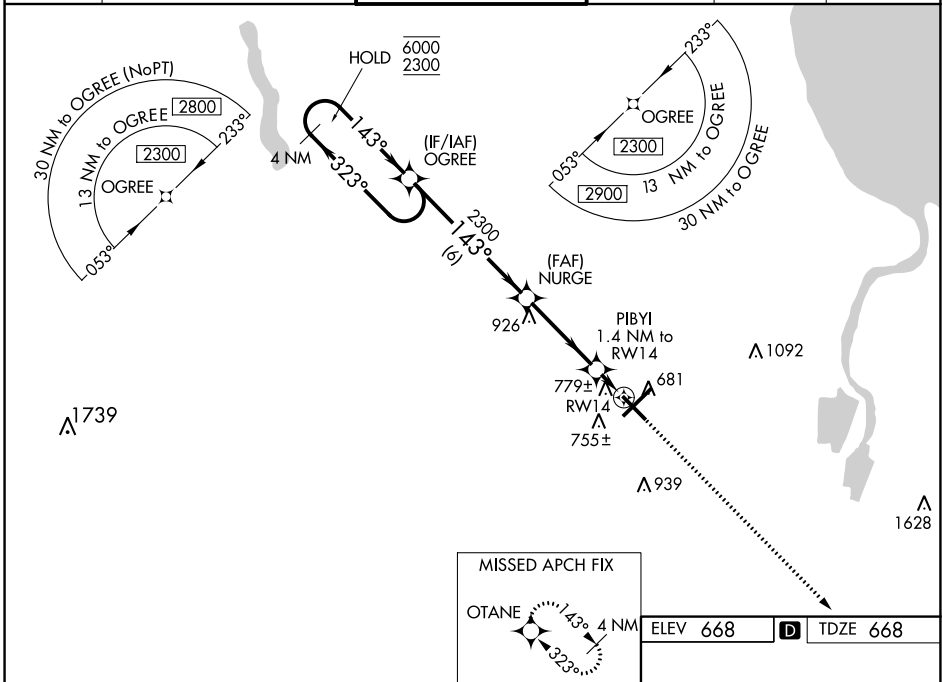 30 NM to OGREE (NoPT)
2800
13 NM to OGREE
233°
2300
OGREE
053°
HOLD
6000
2300
143°
4 NM
323°
(IF/IAF)
OGREE
233°
OGREE
2300
13 NM to OGREE
053°
2900
30 NM to OGREE
2300
143°
(6)
(FAF)
NURGE
926
PIBYI
1.4 NM to
RW14
1092
779±
681
RW14
755±
1739
939
1628
MISSED APCH FIX
OTANE
143°
4 NM
323°
ELEV 668
D
TDZE 668